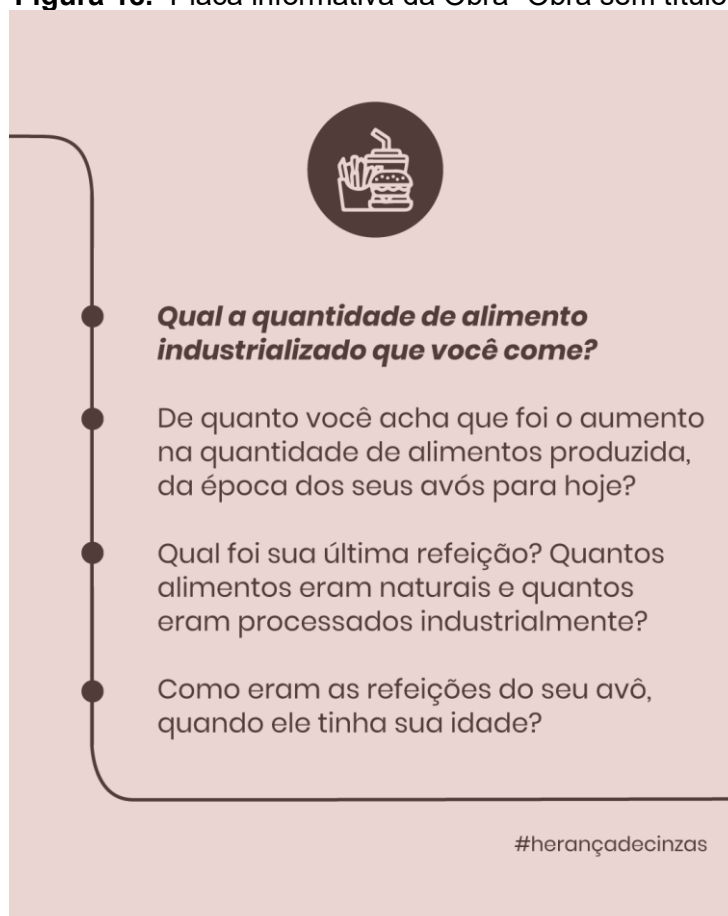 Placa informativa da Obra "Obra sem título
Qual a quantidade de alimento
industrializado que você come?
De quanto você acha que foi o aumento
na quantidade de alimentos produzida,
da época dos seus avós para hoje?
Qual foi sua última refeição? Quantos
alimentos eram naturais e quantos
eram processados industrialmente?
Como eram as refeições do seu avô,
quando ele tinha sua idade?
#herançadecinzas